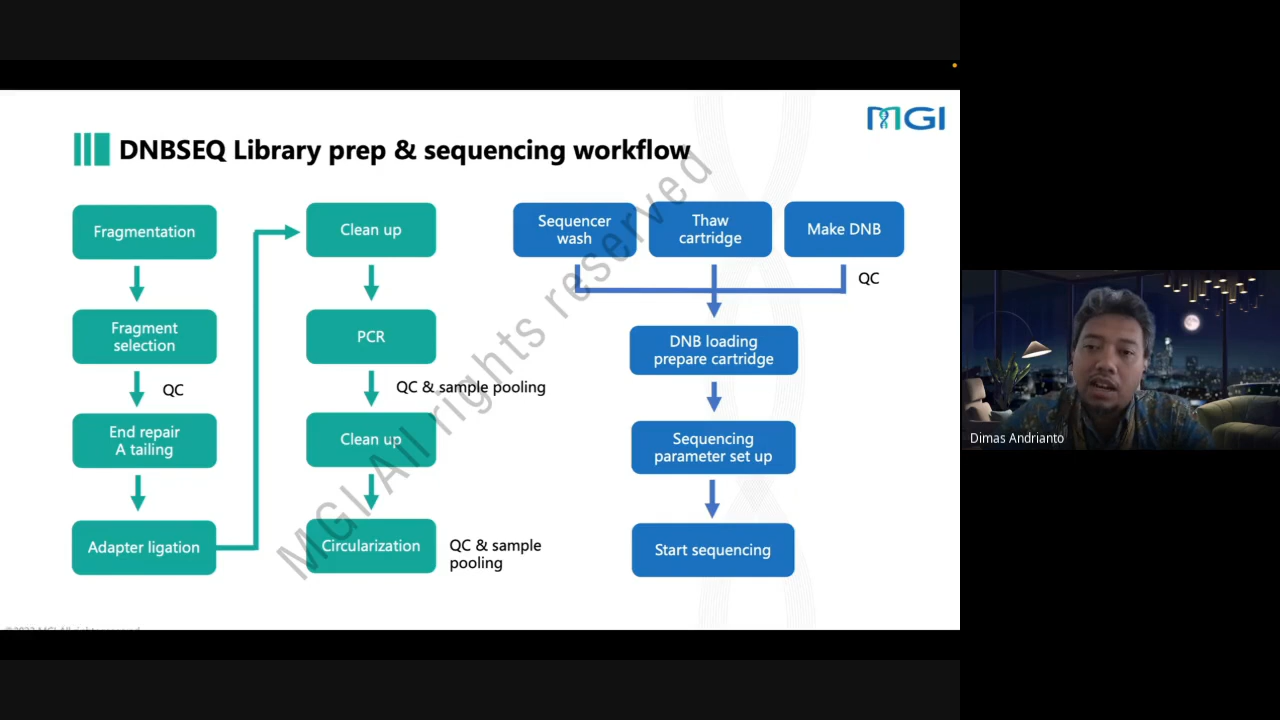 MGI
DNBSEQ Library prep & sequencing workflow
Fragmentation
Fragment
selection
QC
End repair
A tailing
Adapter ligation
Clean up
PCR
QC & sample pooling
Clean up
Circularization
QC & sample
pooling
Sequencer
wash
Thaw
cartridge
Make DNB
QC
DNB loading
prepare cartridge
Sequencing
parameter set up
Start sequencing
MGI All rights reserved
Dimas Andrianto